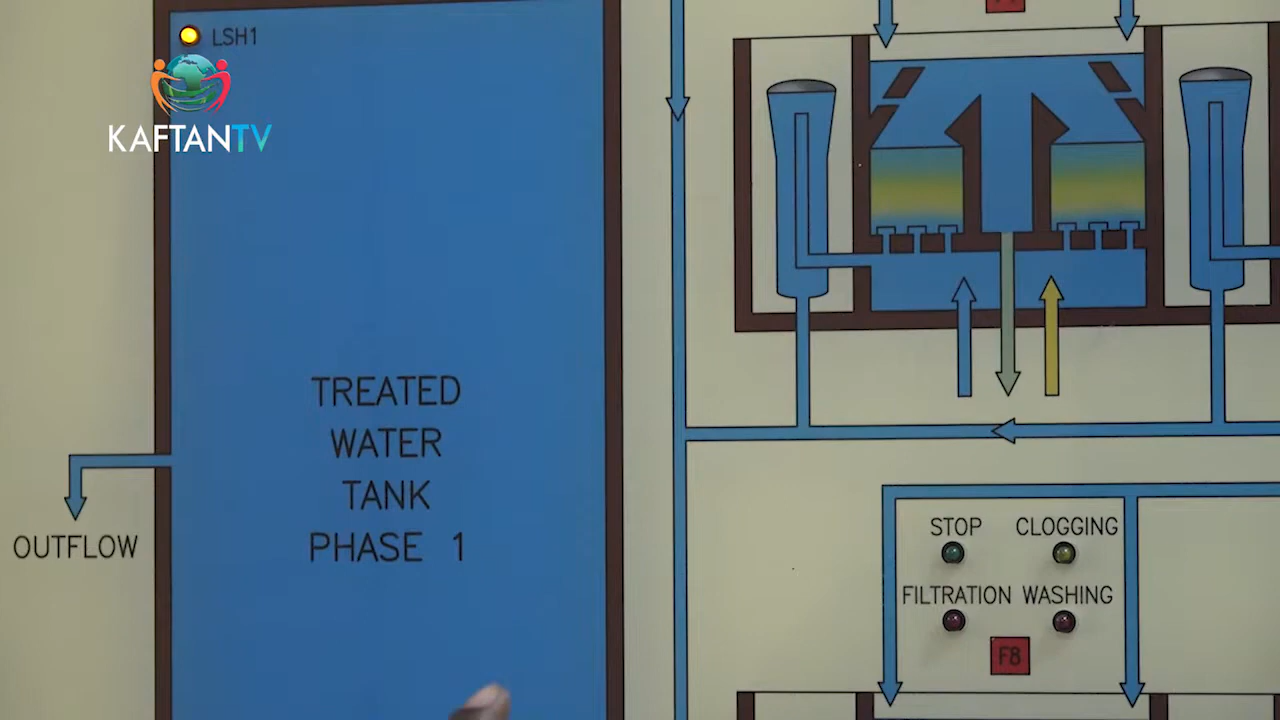 LSH1
KAFTANTV
TREATED
WATER
TANK
PHASE 1
OUTFLOW
STOP CLOGGING
FILTRATION WASHING
F8